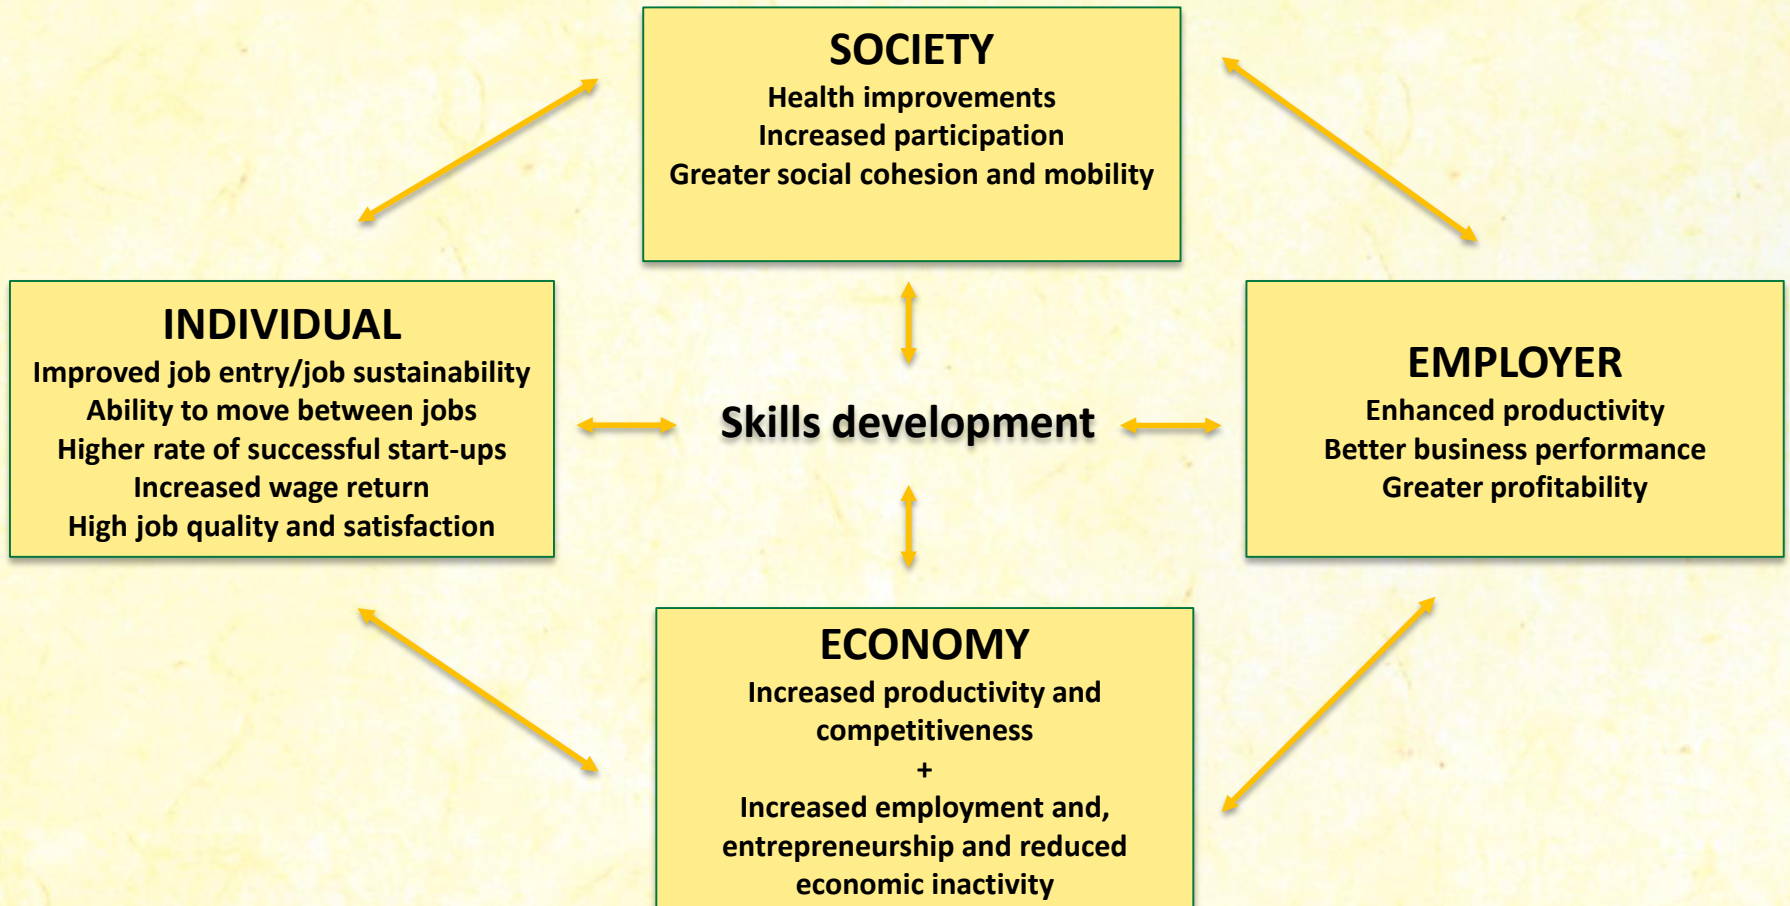 SOCIETY
Health improvements
Increased participation
Greater social cohesion and mobility
INDIVIDUAL
Improved job entry/job sustainability
Ability to move between jobs
Higher rate of successful start-ups
Increased wage return
High job quality and satisfaction
Skills development
EMPLOYER
Enhanced productivity
Better business performance
Greater profitability
ECONOMY
Increased productivity and
competitiveness
+
Increased employment and,
entrepreneurship and reduced
economic inactivity